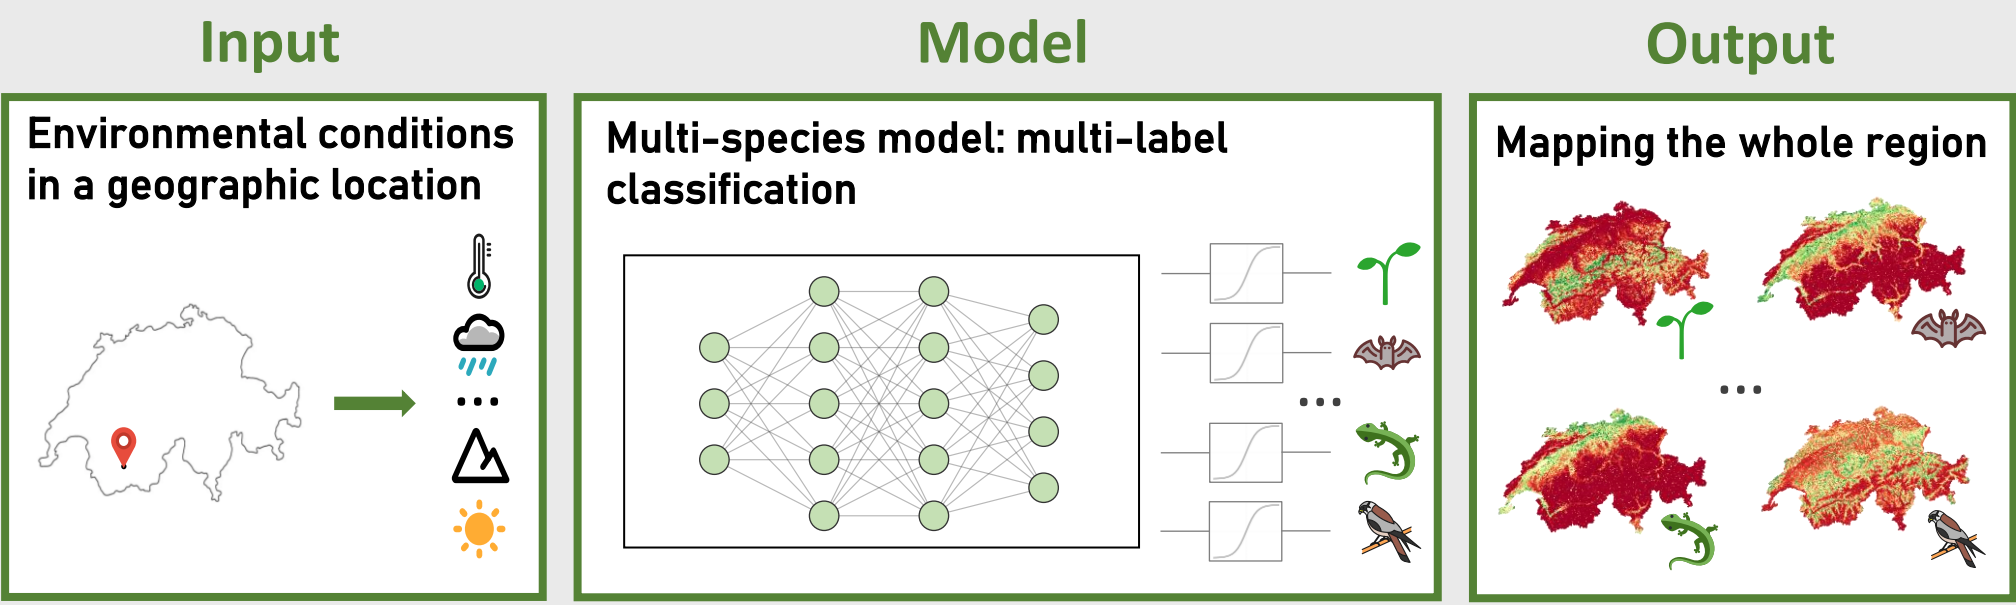 Input
Environmental conditions
in a geographic location
...
Model
Multi-species model: multi-label
classification
...
Output
Mapping the whole region
...